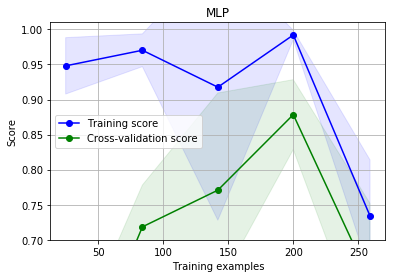 MLP
1.00
0.95
0.90
0.85
0.80
0.75
0.70
Score
Training score
Cross-validation score
50
100
150
200
250
Training examples